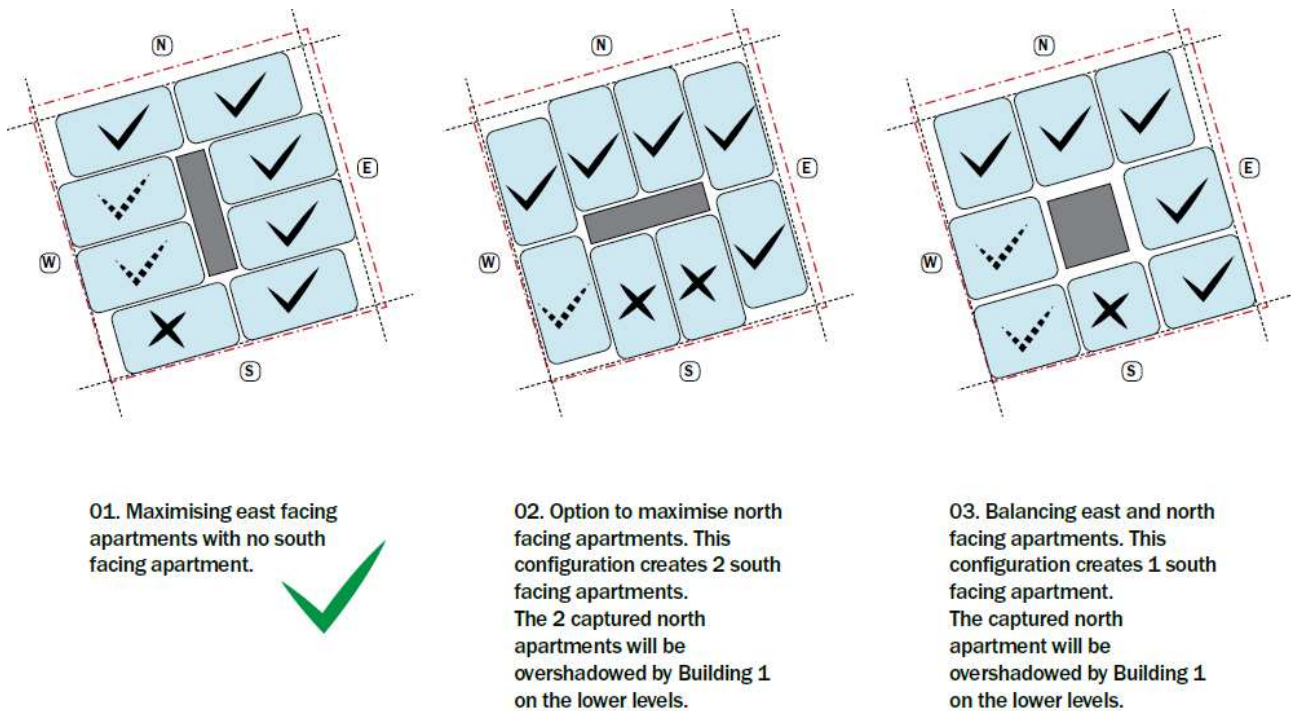 N
E
W
S
N
E
W
S
N
E
W
S
01. Maximising east facing
apartments with no south
facing apartment.
02. Option to maximise north
facing apartments. This
configuration creates 2 south
facing apartments.
The 2 captured north
apartments will be
overshadowed by Building 1
on the lower levels.
03. Balancing east and north
facing apartments. This
configuration creates 1 south
facing apartment.
The captured north
apartment will be
overshadowed by Building 1
on the lower levels.